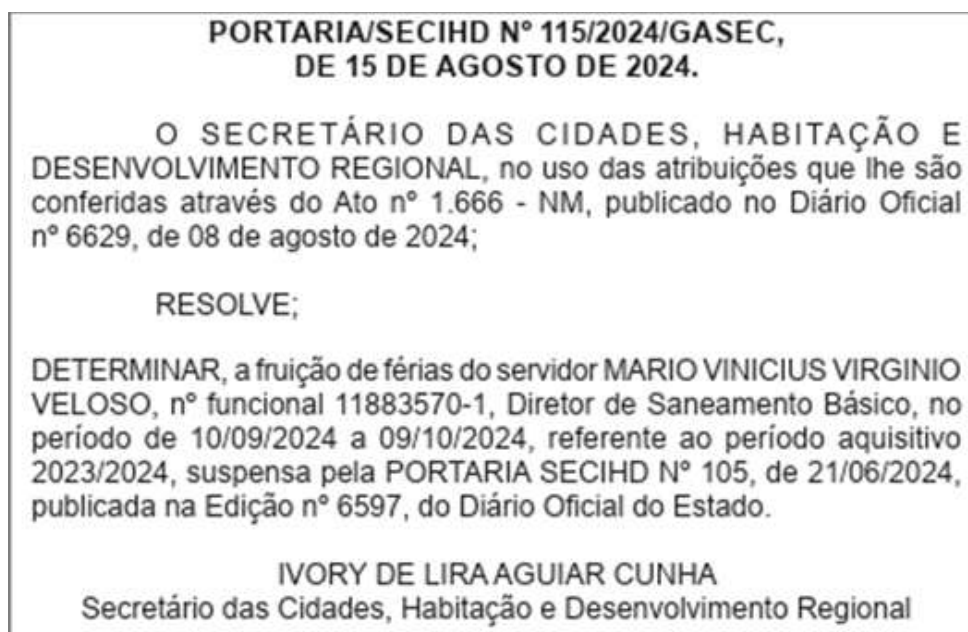 PORTARIA/SECIHD Nº 115/2024/GASEC,
DE 15 DE AGOSTO DE 2024.
O SECRETÁRIO DAS CIDADES, HABITAÇÃO E
DESENVOLVIMENTO REGIONAL, no uso das atribuições que lhe são
conferidas através do Ato nº 1.666 - NM, publicado no Diário Oficial
nº 6629, de 08 de agosto de 2024;
RESOLVE;
DETERMINAR, a fruição de férias do servidor MARIO VINICIUS VIRGINIO
VELOSO, nº funcional 11883570-1, Diretor de Saneamento Básico, no
período de 10/09/2024 a 09/10/2024, referente ao período aquisitivo
2023/2024, suspensa pela PORTARIA SECIHD Nº 105, de 21/06/2024,
publicada na Edição nº 6597, do Diário Oficial do Estado.
IVORY DE LIRA AGUIAR CUNHA
Secretário das Cidades, Habitação e Desenvolvimento Regional